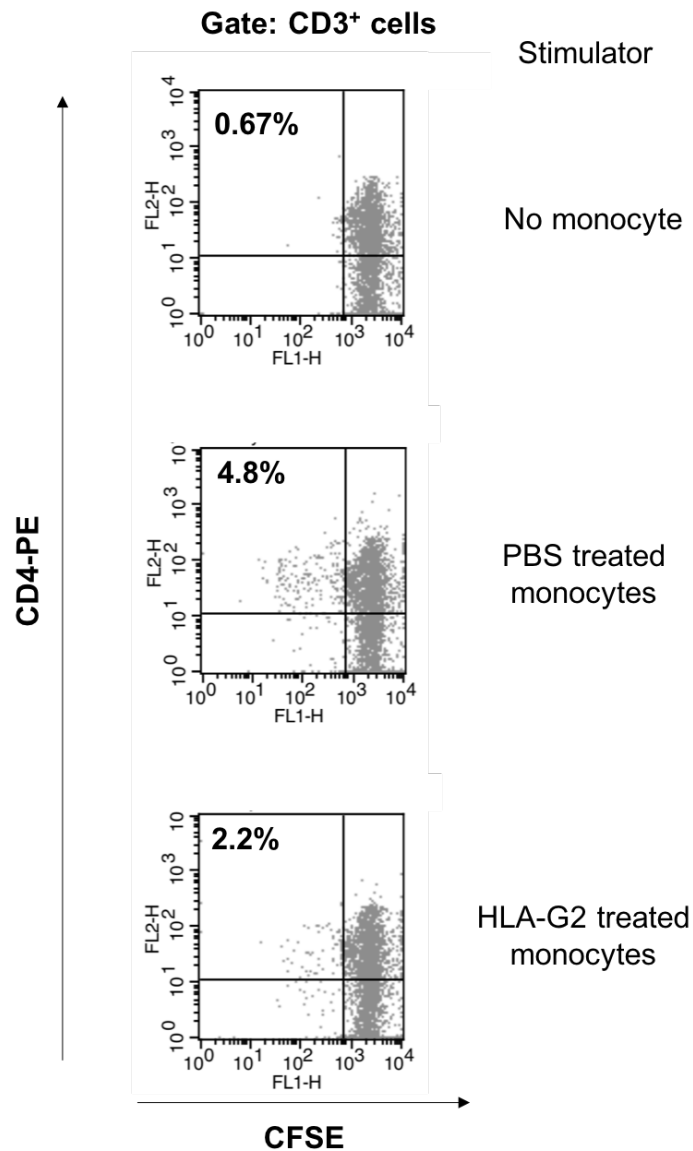 Gate: CD3⁺ cells
Stimulator
CD4-PE
0.67%
FL2-H
10⁴
10³
10²
10¹
10⁰
10⁰ 10¹ 10² 10³ 10⁴
FL1-H
No monocyte
4.8%
FL2-H
10
10³
10²
10¹
10⁰
10⁰ 10¹ 10² 10³ 10⁴
FL1-H
PBS treated
monocytes
2.2%
FL2-H
10
10³
10²
10¹
10⁰
10⁰ 10¹ 10² 10³ 10⁴
FL1-H
HLA-G2 treated
monocytes
CFSE